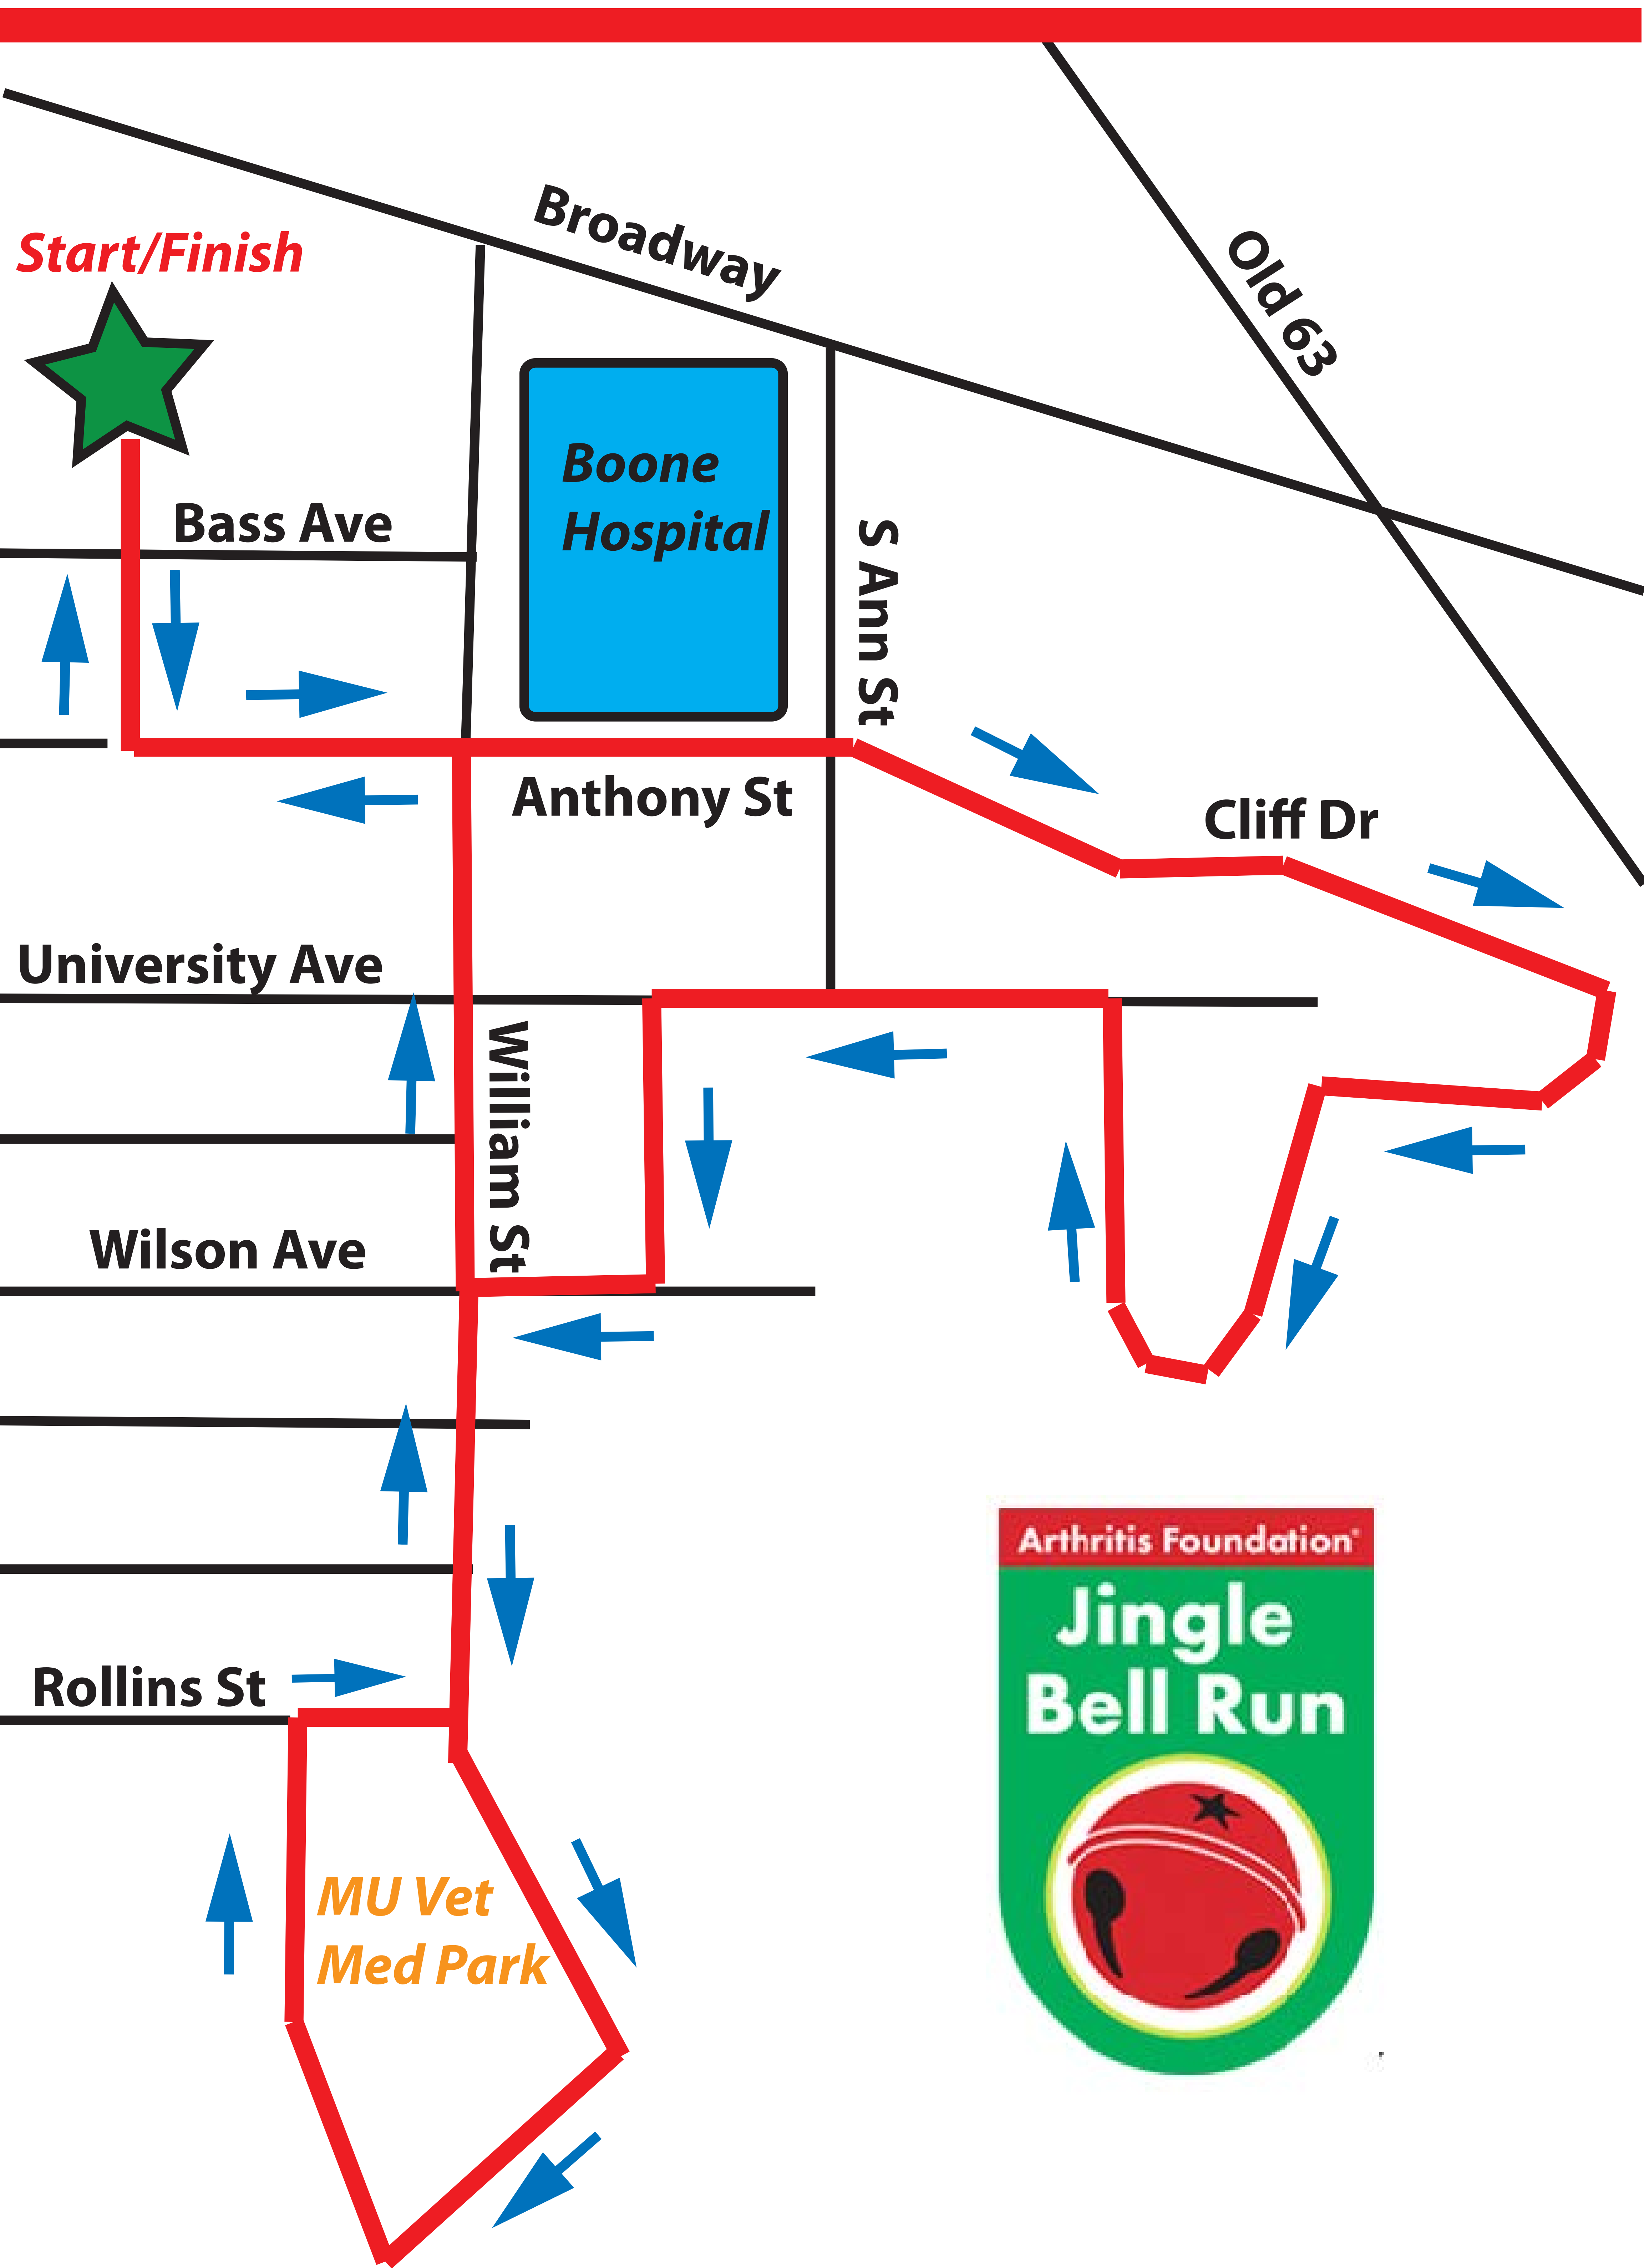 Broadway
Start/Finish
Old 63
Boone
Hospital
Bass Ave
S Ann St
Anthony St
Cliff Dr
University Ave
William St
Wilson Ave
Arthritis Foundation®
Jingle
Bell Run
Rollins St
MU Vet
Med Park